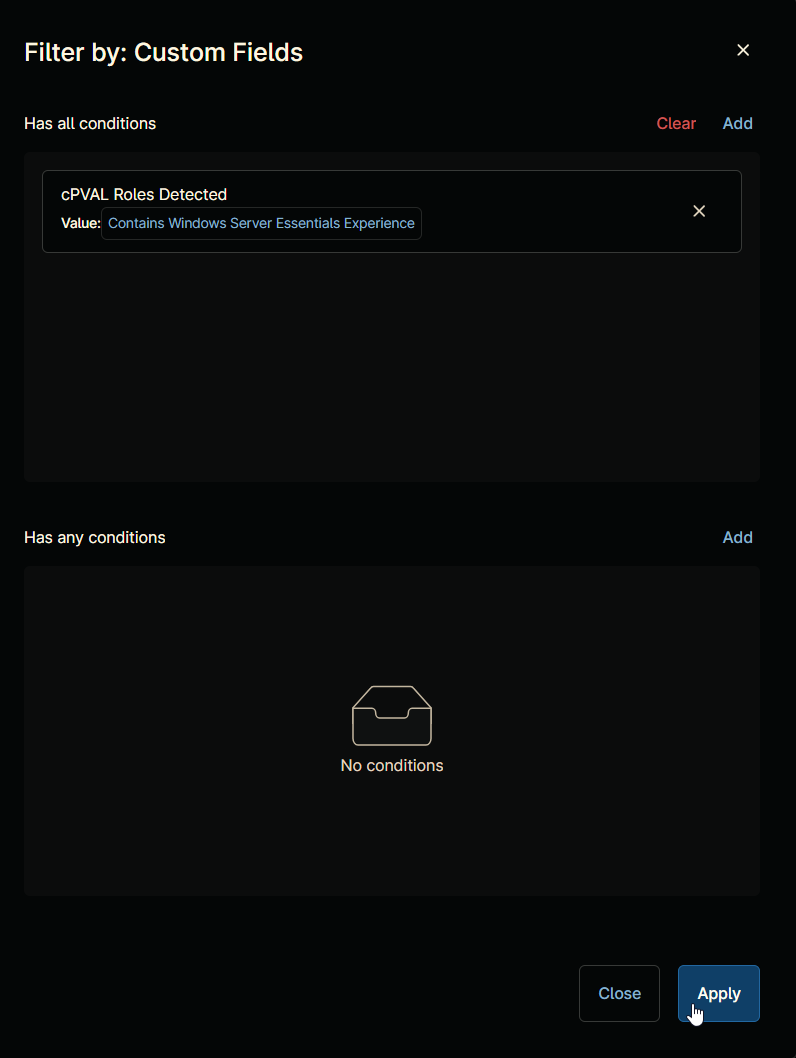 Filter by: Custom Fields
Has all conditions
Clear
Add
cPVAL Roles Detected
Value: Contains Windows Server Essentials Experience
Has any conditions
Add
No conditions
Close
Apply